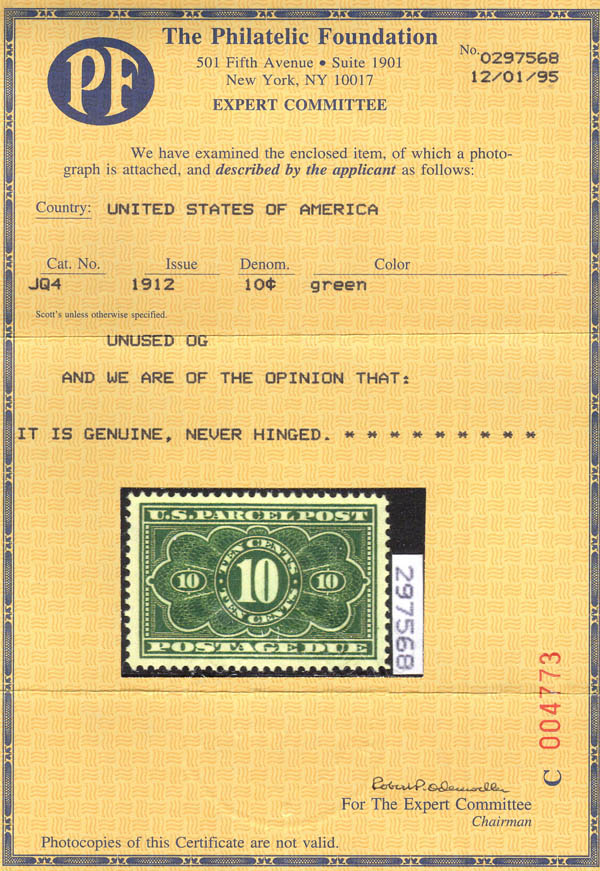 The Philatelic Foundation
PF
501 Fifth Avenue • Suite 1901
New York, NY 10017
EXPERT COMMITTEE
No. 0297568
12/01/95
We have examined the enclosed item, of which a photo-
graph is attached, and described by the applicant as follows:
Country: UNITED STATES OF AMERICA
Cat. No. Issue Denom. Color
JQ4 1912 10¢ green
Scott's unless otherwise specified.
UNUSED OG
AND WE ARE OF THE OPINION THAT:
IT IS GENUINE, NEVER HINGED. * * * * * * * * *
U.S. PARCEL POST
TEN CENTS
10 10 10
TEN CENTS
POSTAGE DUE
297568
C 004773
Robert P. Odenweller
For The Expert Committee
Chairman
Photocopies of this Certificate are not valid.